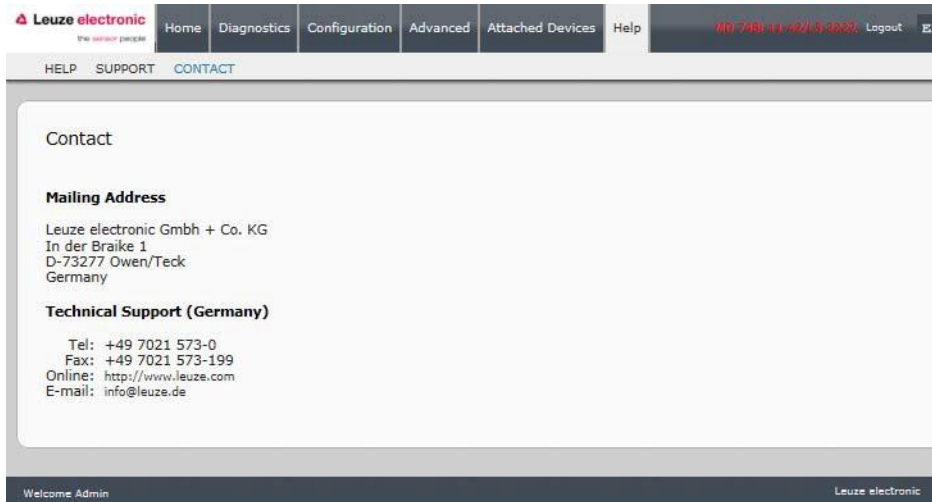 Leuze electronic
the sensor people
Home Diagnostics Configuration Advanced Attached Devices Help
Logout
HELP SUPPORT CONTACT
Contact
Mailing Address
Leuze electronic Gmbh + Co. KG
In der Braike 1
D-73277 Owen/Teck
Germany
Technical Support (Germany)
Tel: +49 7021 573-0
Fax: +49 7021 573-199
Online: http://www.leuze.com
E-mail: info@leuze.de
Welcome Admin
Leuze electronic